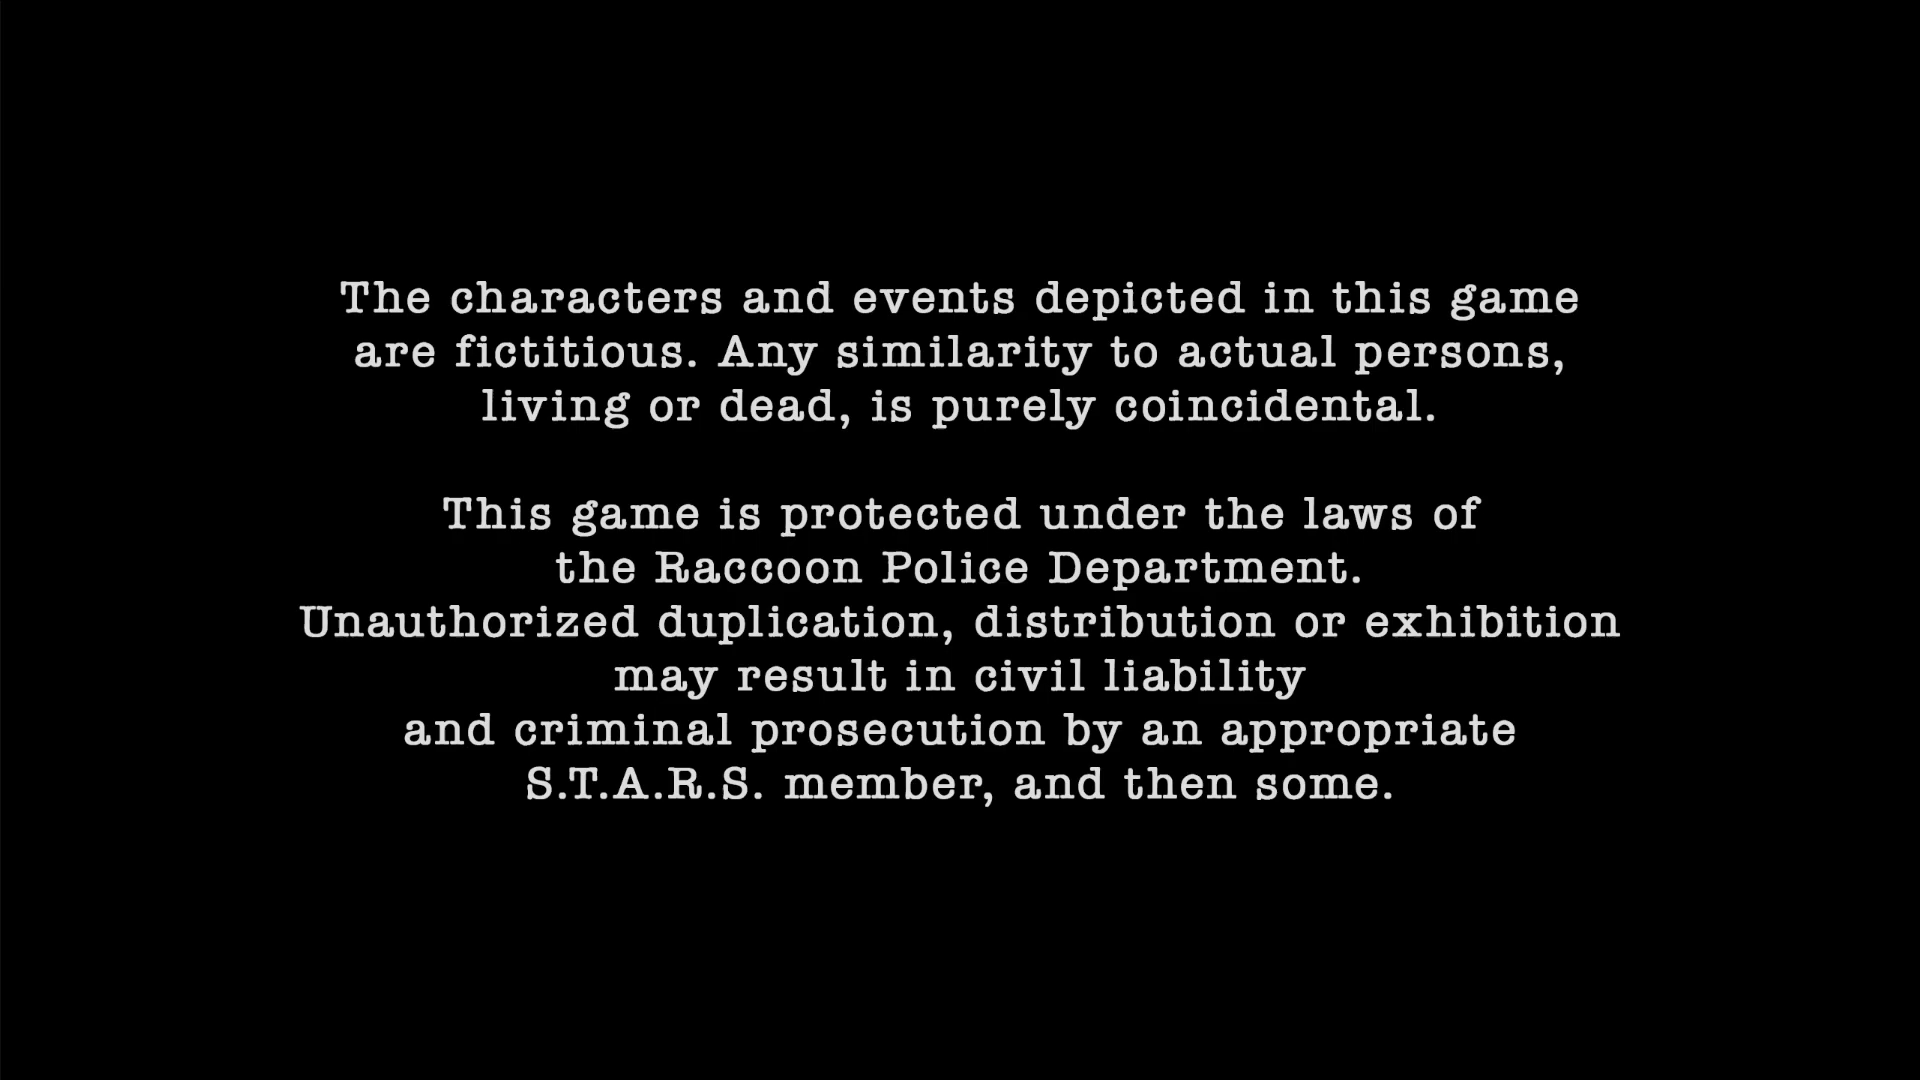 The characters and events depicted in this game
are fictitious. Any similarity to actual persons,
living or dead, is purely coincidental.
This game is protected under the laws of
the Raccoon Police Department.
Unauthorized duplication, distribution or exhibition
may result in civil liability
and criminal prosecution by an appropriate
S.T.A.R.S. member, and then some.